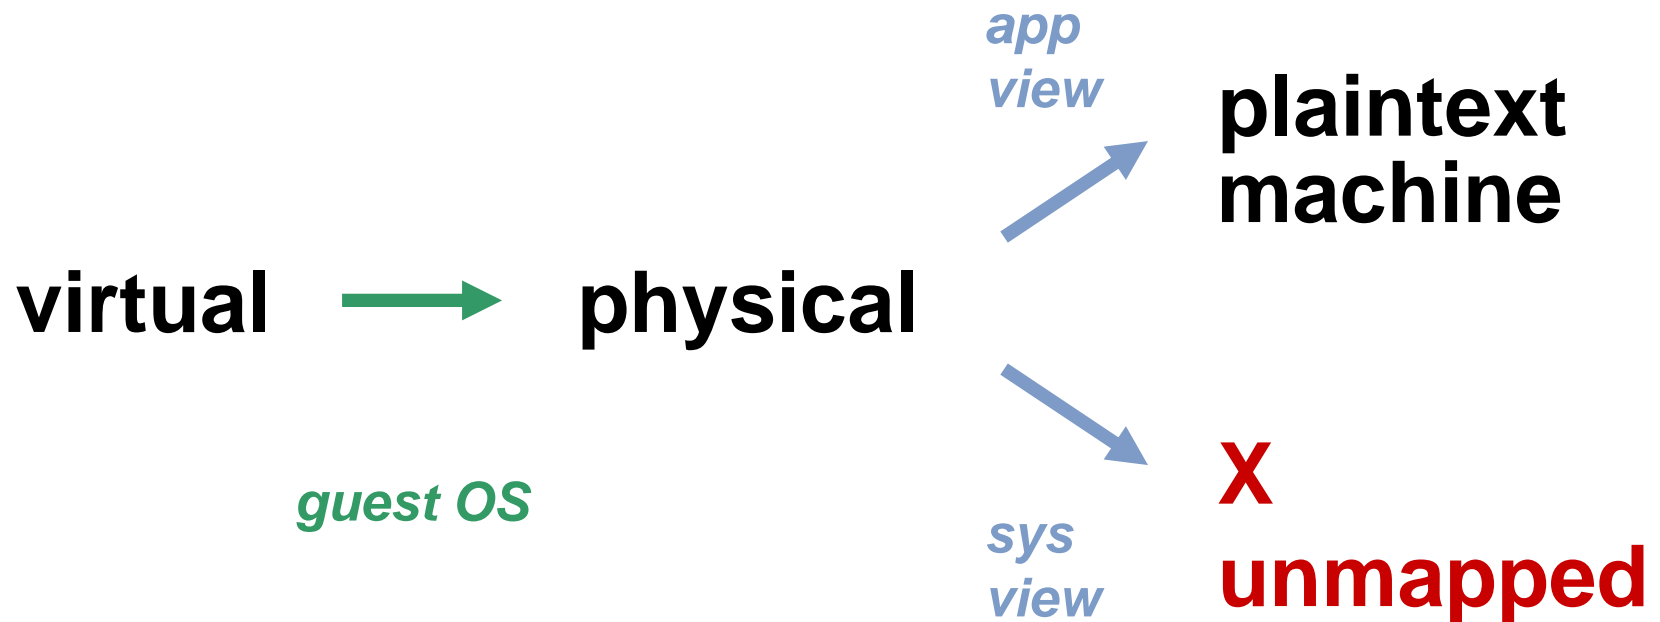 app
view
plaintext
machine
virtual
physical
guest OS
X
sys
view
unmapped